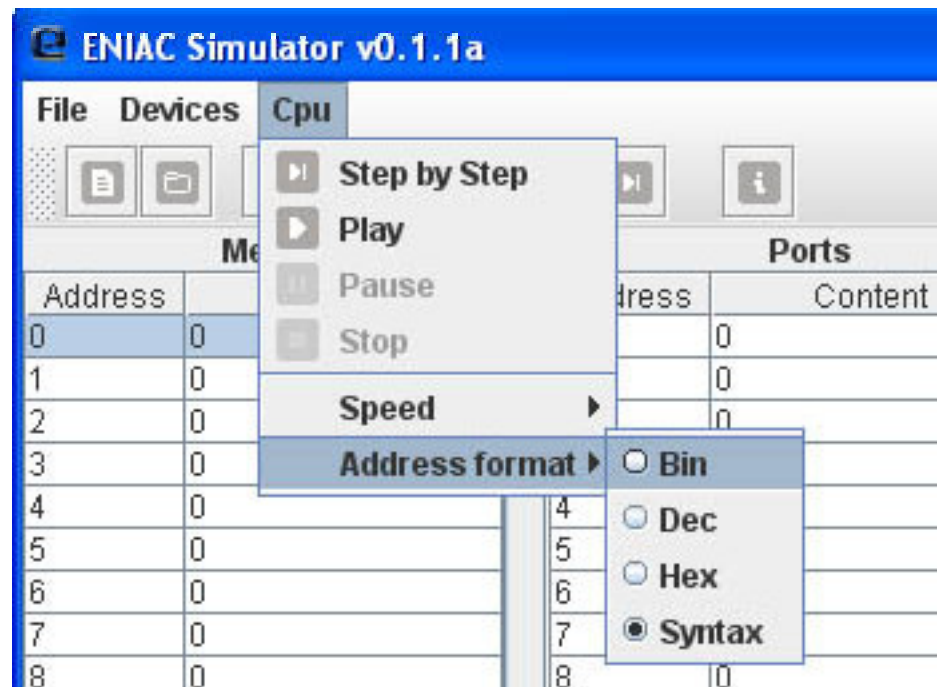 ENIAC Simulator v0.1.1a
File Devices Cpu
Step by Step
Play
Pause
Stop
Speed
Address format
Bin
Dec
Hex
Syntax
Ports
Address
Content
0 0 0
1 0 0
2 0 0
3 0
4 0 4
5 0 5
6 0 6
7 0 7
8 0 8 0